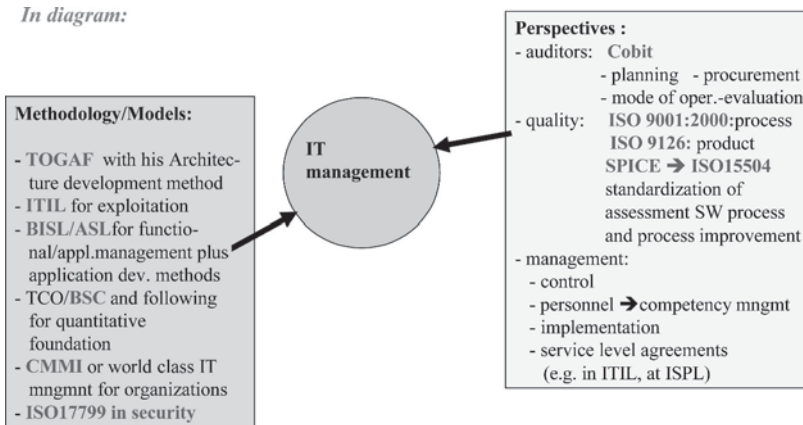 In diagram:
Methodology/Models:
- TOGAF with his Architec-
ture development method
- ITIL for exploitation
- BISL/ASLfor functio-
nal/appl.management plus
application dev. methods
- TCO/BSC and following
for quantitative
foundation
- CMMI or world class IT
mngmnt for organizations
- ISO17799 in security
IT
management
Perspectives :
- auditors: Cobit
- planning - procurement
- mode of oper.-evaluation
- quality: ISO 9001:2000:process
ISO 9126: product
SPICE ➔ ISO15504
standardization of
assessment SW process
and process improvement
- management:
- control
- personnel ➔competency mngmt
- implementation
- service level agreements
(e.g. in ITIL, at ISPL)